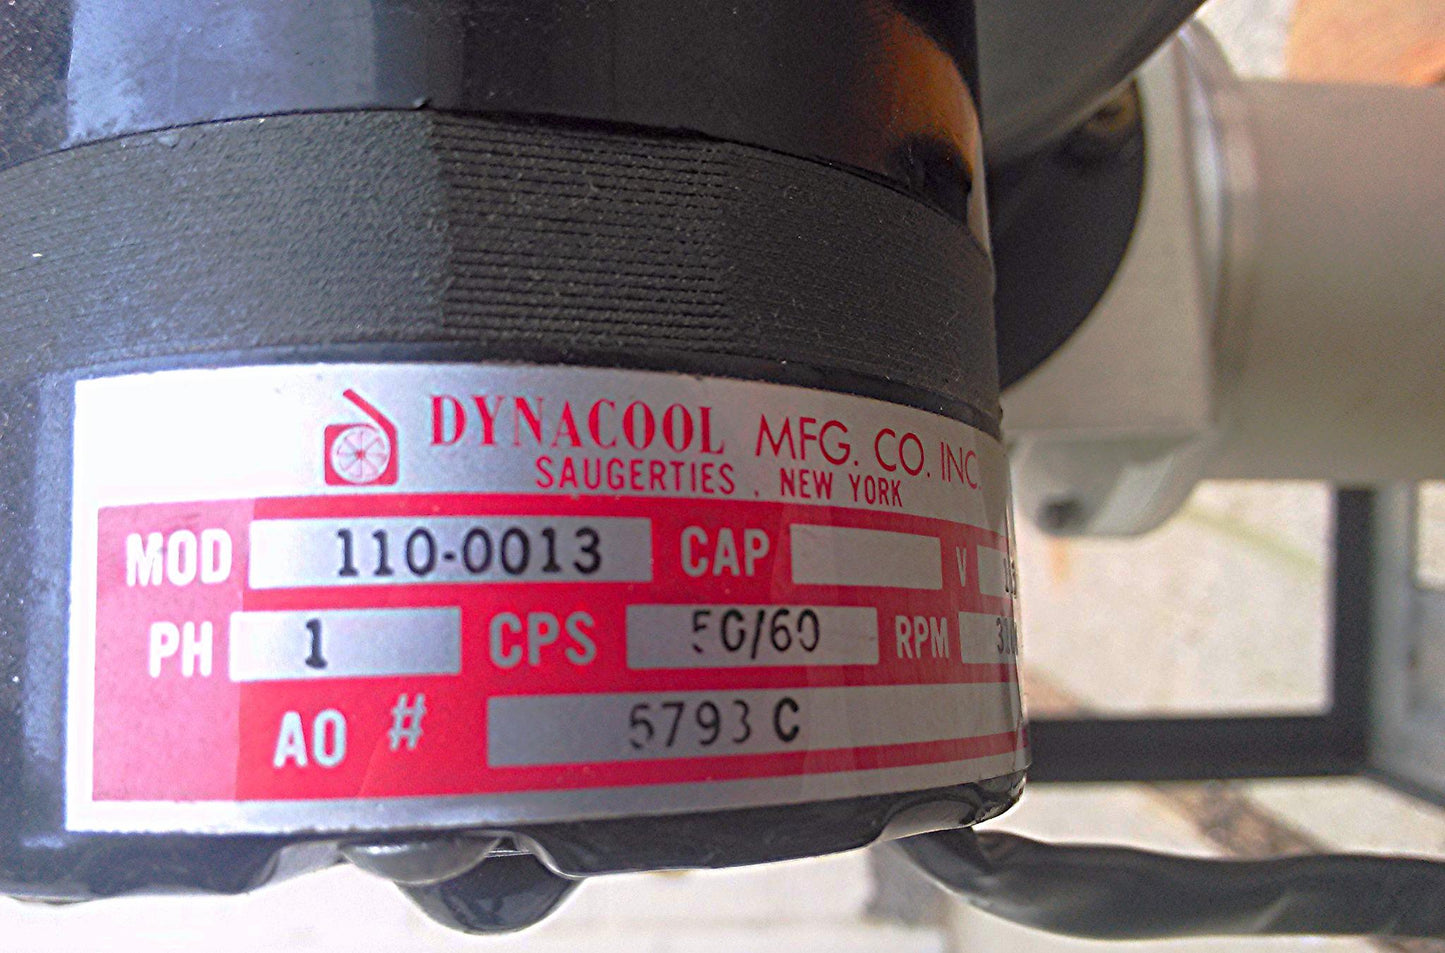 DYNACOOL MFG. CO. INC.
SAUGERTIES . NEW YORK
MOD 110-0013 CAP V
PH 1 CPS 50/60 RPM
AO # 5793 C